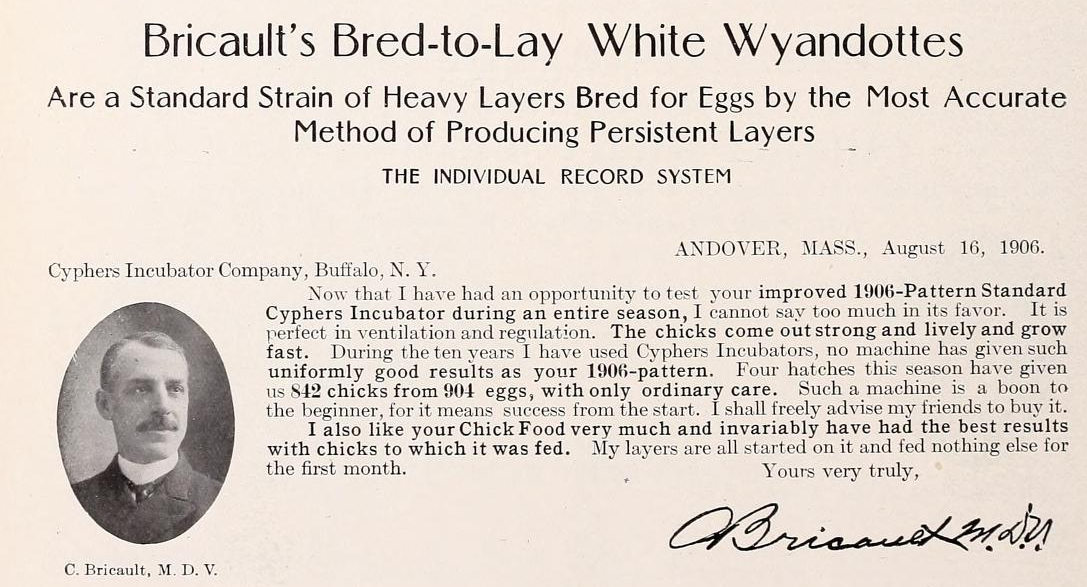 Bricault's Bred-to-Lay White Wyandottes
Are a Standard Strain of Heavy Layers Bred for Eggs by the Most Accurate
Method of Producing Persistent Layers
THE INDIVIDUAL RECORD SYSTEM
ANDOVER, MASS., August 16, 1906.
Cyphers Incubator Company, Buffalo, N. Y.
Now that I have had an opportunity to test your improved 1906-Pattern Standard
Cyphers Incubator during an entire season, I cannot say too much in its favor. It is
perfect in ventilation and regulation. The chicks come out strong and lively and grow
fast. During the ten years I have used Cyphers Incubators, no machine has given such
uniformly good results as your 1906-pattern. Four hatches this season have given
us 842 chicks from 904 eggs, with only ordinary care. Such a machine is a boon to
the beginner, for it means success from the start. I shall freely advise my friends to buy it.
I also like your Chick Food very much and invariably have had the best results
with chicks to which it was fed. My layers are all started on it and fed nothing else for
the first month.
Yours very truly,
C Bricault M.D.V.
C. Bricault, M. D. V.